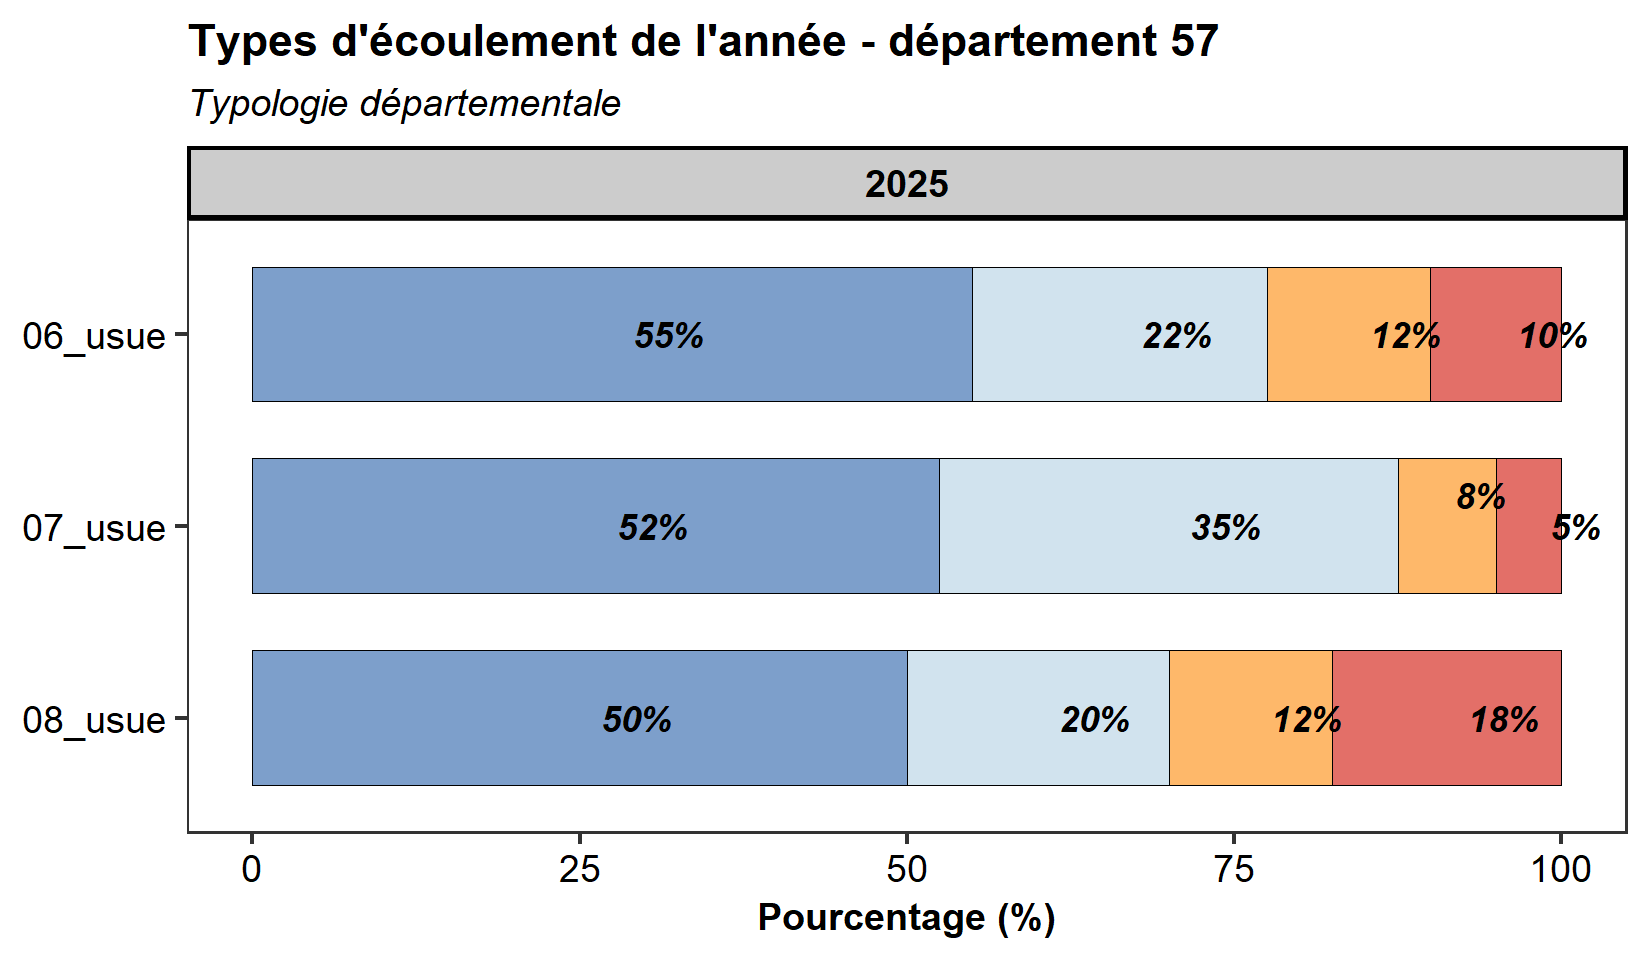 Types d'écoulement de l'année - département 57
Typologie départementale
2025
06_usue 55% 22% 12% 10%
07_usue 52% 35% 8% 5%
08_usue 50% 20% 12% 18%
0 25 50 75 100
Pourcentage (%)